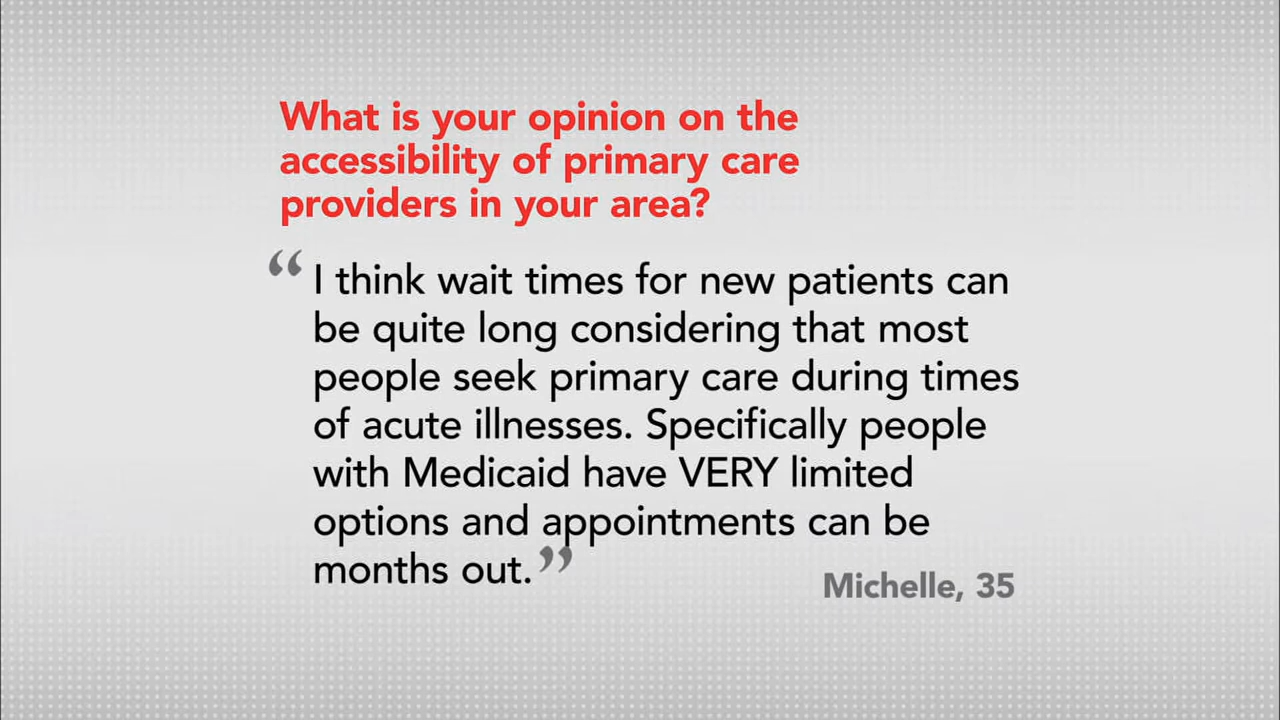 What is your opinion on the
accessibility of primary care
providers in your area?
“I think wait times for new patients can
be quite long considering that most
people seek primary care during times
of acute illnesses. Specifically people
with Medicaid have VERY limited
options and appointments can be
months out.”
Michelle, 35